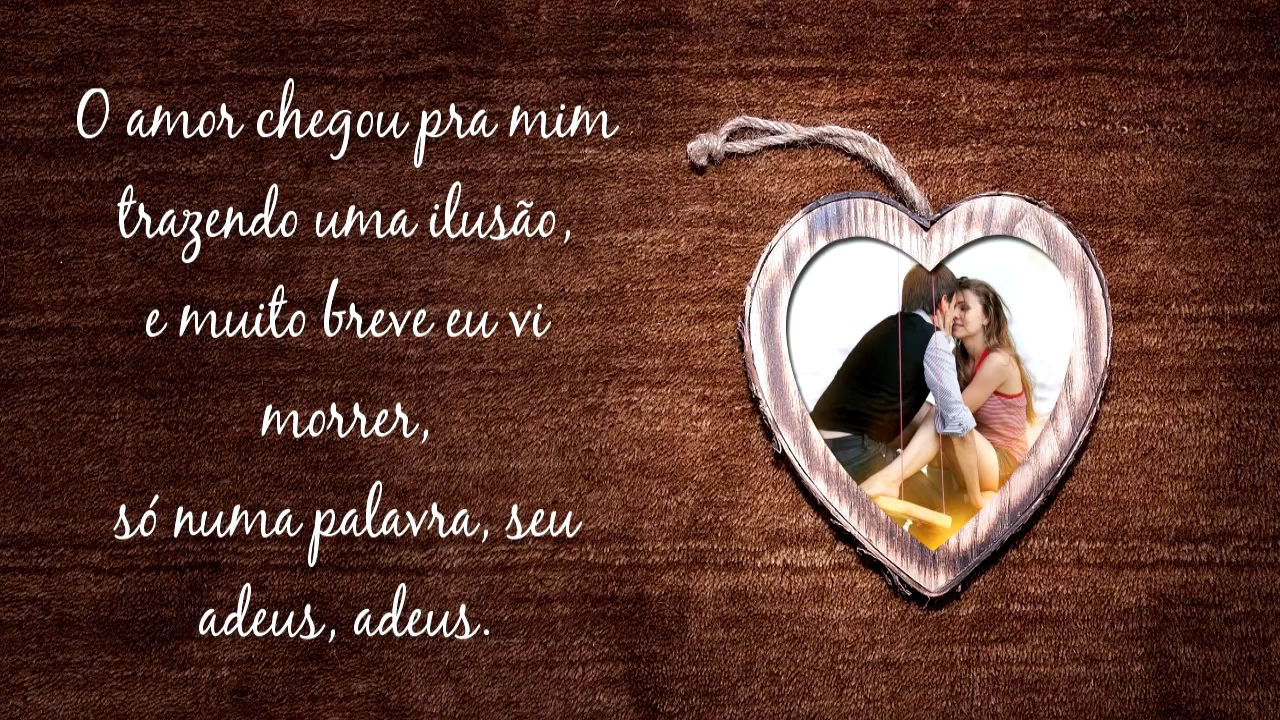 O amor chegou pra mim
trazendo uma ilusão,
e muito breve eu vi
morrer,
só numa palavra, seu
adeus, adeus.